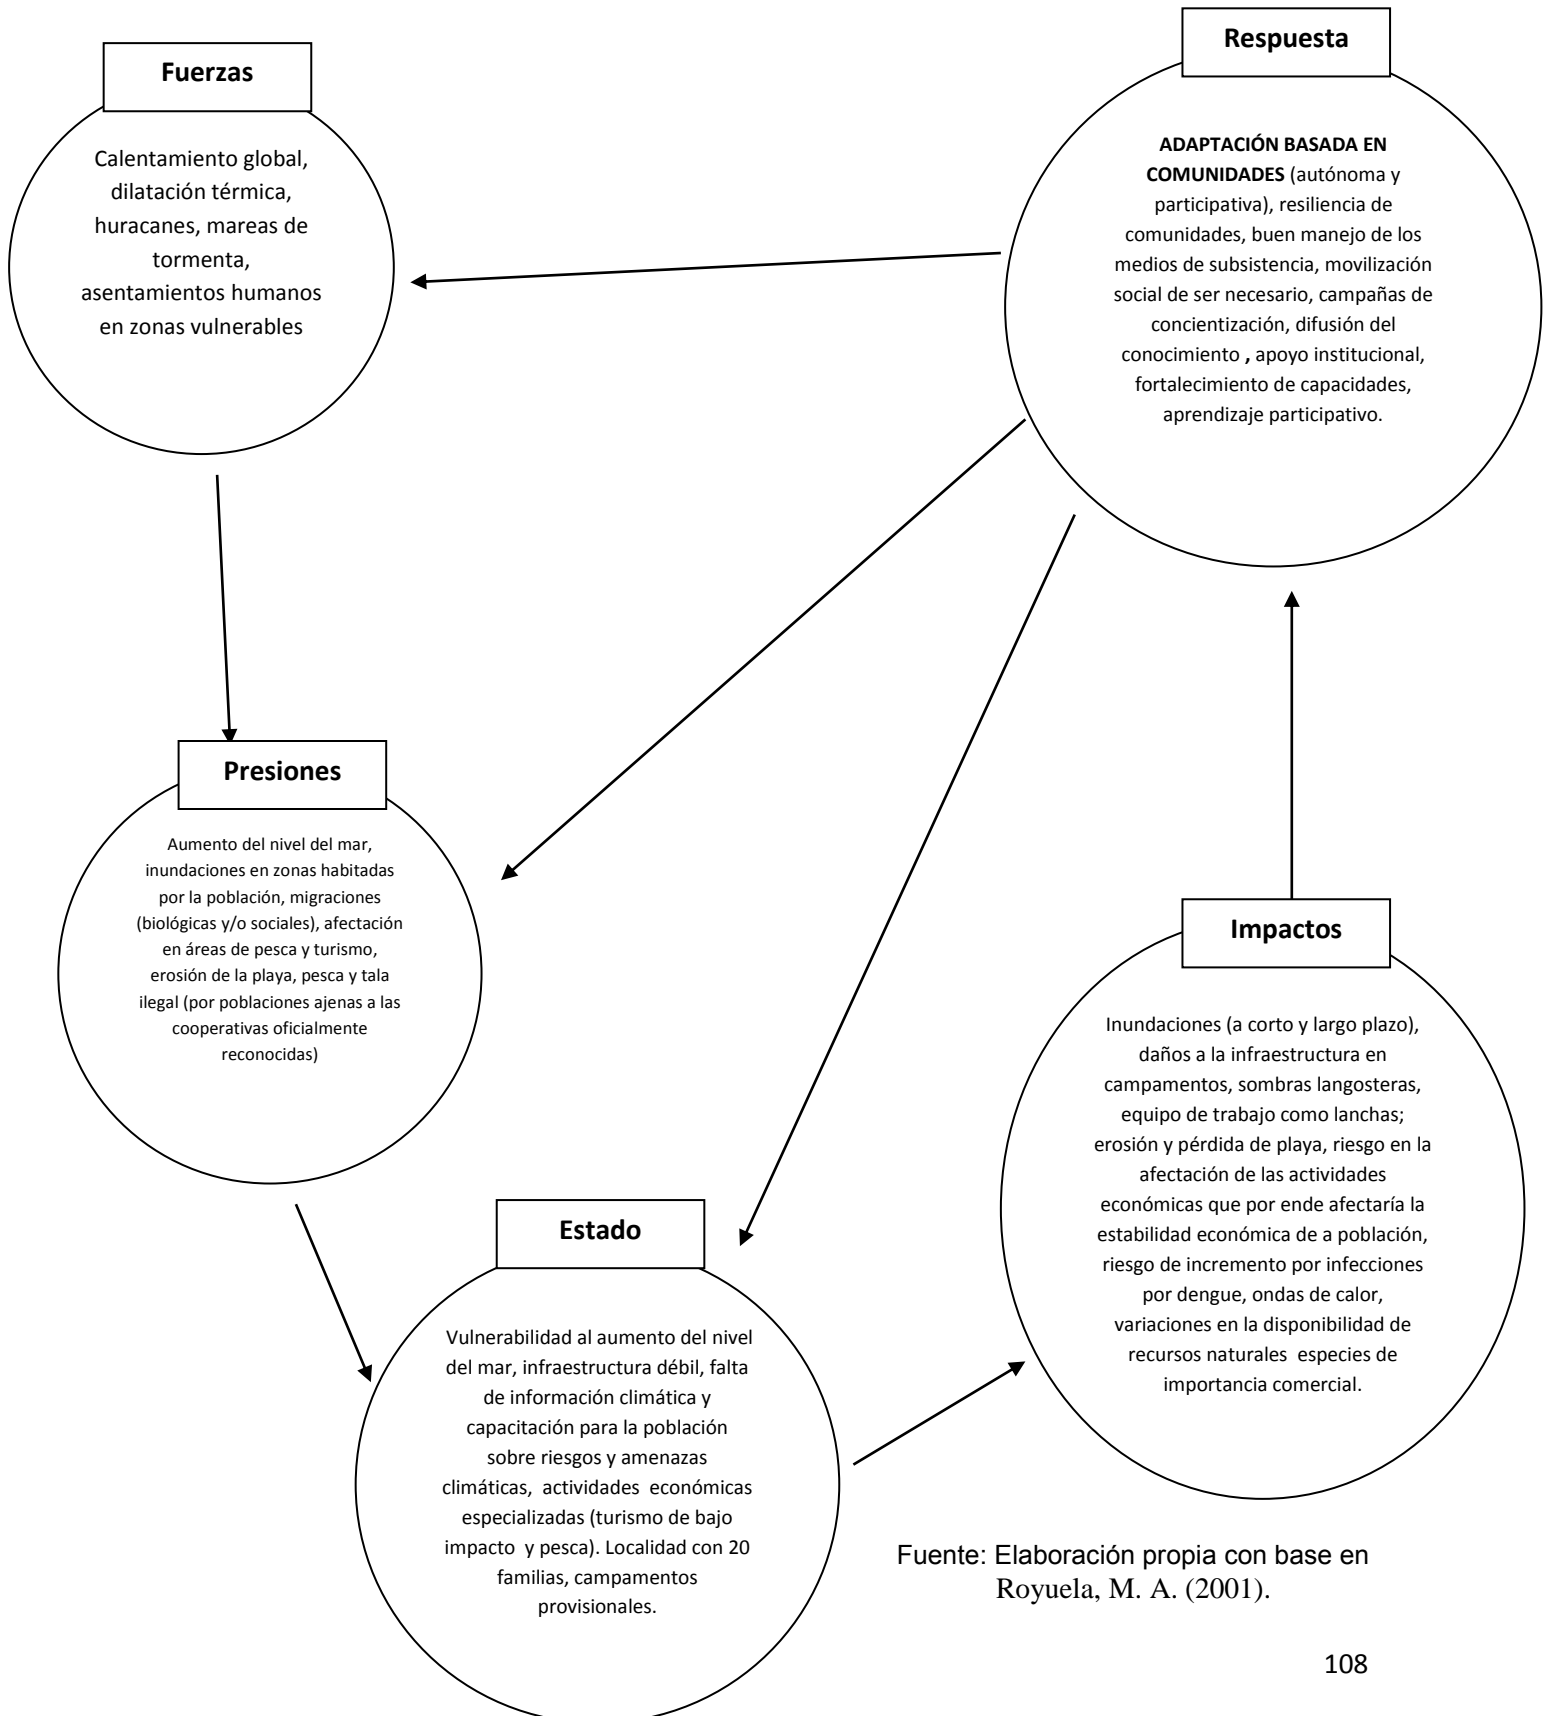 Fuerzas
Calentamiento global,
dilatación térmica,
huracanes, mareas de
tormenta,
asentamientos humanos
en zonas vulnerables
Respuesta
ADAPTACIÓN BASADA EN
COMUNIDADES (autónoma y
participativa), resiliencia de
comunidades, buen manejo de los
medios de subsistencia, movilización
social de ser necesario, campañas de
concientización, difusión del
conocimiento , apoyo institucional,
fortalecimiento de capacidades,
aprendizaje participativo.
Presiones
Aumento del nivel del mar,
inundaciones en zonas habitadas
por la población, migraciones
(biológicas y/o sociales), afectación
en áreas de pesca y turismo,
erosión de la playa, pesca y tala
ilegal (por poblaciones ajenas a las
cooperativas oficialmente
reconocidas)
Impactos
Inundaciones (a corto y largo plazo),
daños a la infraestructura en
campamentos, sombras langosteras,
equipo de trabajo como lanchas;
erosión y pérdida de playa, riesgo en la
afectación de las actividades
económicas que por ende afectaría la
estabilidad económica de a población,
riesgo de incremento por infecciones
por dengue, ondas de calor,
variaciones en la disponibilidad de
recursos naturales  especies de
importancia comercial.
Estado
Vulnerabilidad al aumento del nivel
del mar, infraestructura débil, falta
de información climática y
capacitación para la población
sobre riesgos y amenazas
climáticas,  actividades  económicas
especializadas (turismo de bajo
impacto  y pesca). Localidad con 20
familias, campamentos
provisionales.
Fuente: Elaboración propia con base en
Royuela, M. A. (2001).
108